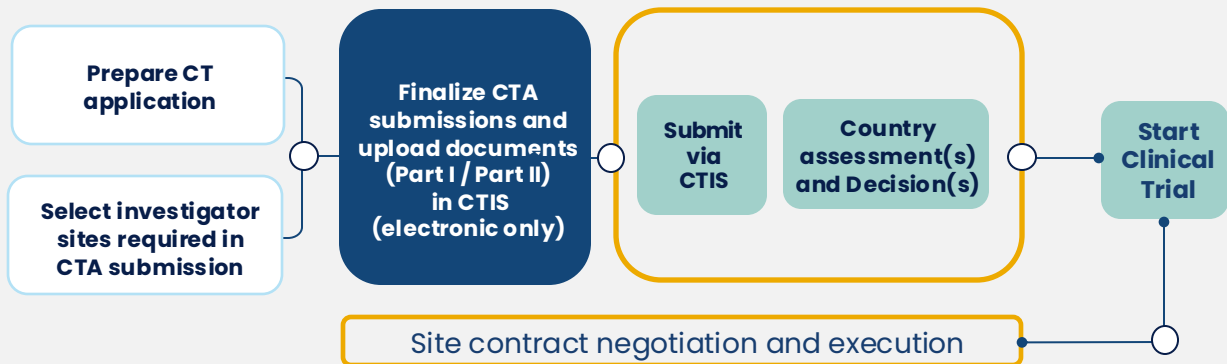 Prepare CT
application
Select investigator
sites required in
CTA submission
Finalize CTA
submissions and
upload documents
(Part I / Part II)
in CTIS
(electronic only)
Submit
via
CTIS
Country
assessment(s)
and Decision(s)
Start
Clinical
Trial
Site contract negotiation and execution